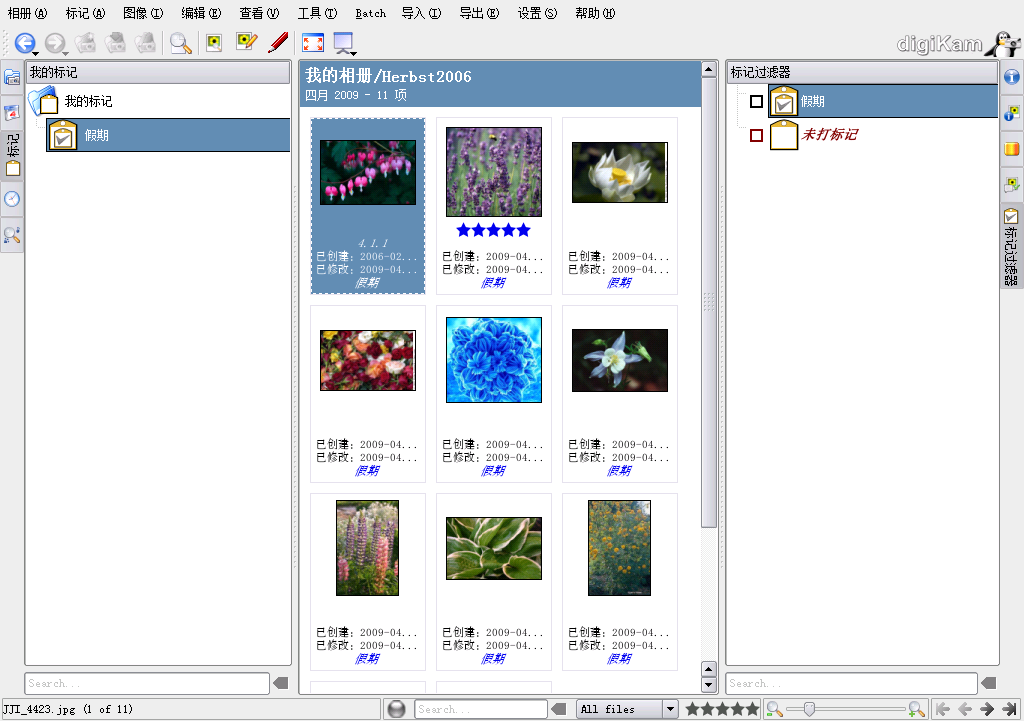 相册(A) 标记(A) 图像(I) 编辑(E) 查看(V) 工具(T) Batch 导入(I) 导出(E) 设置(S) 帮助(H)
digiKam
我的标记
我的标记
假期
标记
我的相册/Herbst2006
四月 2009 - 11 项
4.1.1
已创建: 2006-02...
已修改: 2009-04...
假期
已创建: 2009-04...
已修改: 2009-04...
假期
已创建: 2009-04...
已修改: 2009-04...
假期
已创建: 2009-04...
已修改: 2009-04...
假期
已创建: 2009-04...
已修改: 2009-04...
假期
已创建: 2009-04...
已修改: 2009-04...
假期
已创建: 2009-04...
已修改: 2009-04...
假期
已创建: 2009-04...
已修改: 2009-04...
假期
已创建: 2009-04...
已修改: 2009-04...
假期
标记过滤器
假期
未打标记
标记过滤器
Search...
Search...
JJI_4423.jpg (1 of 11)
Search...
All files